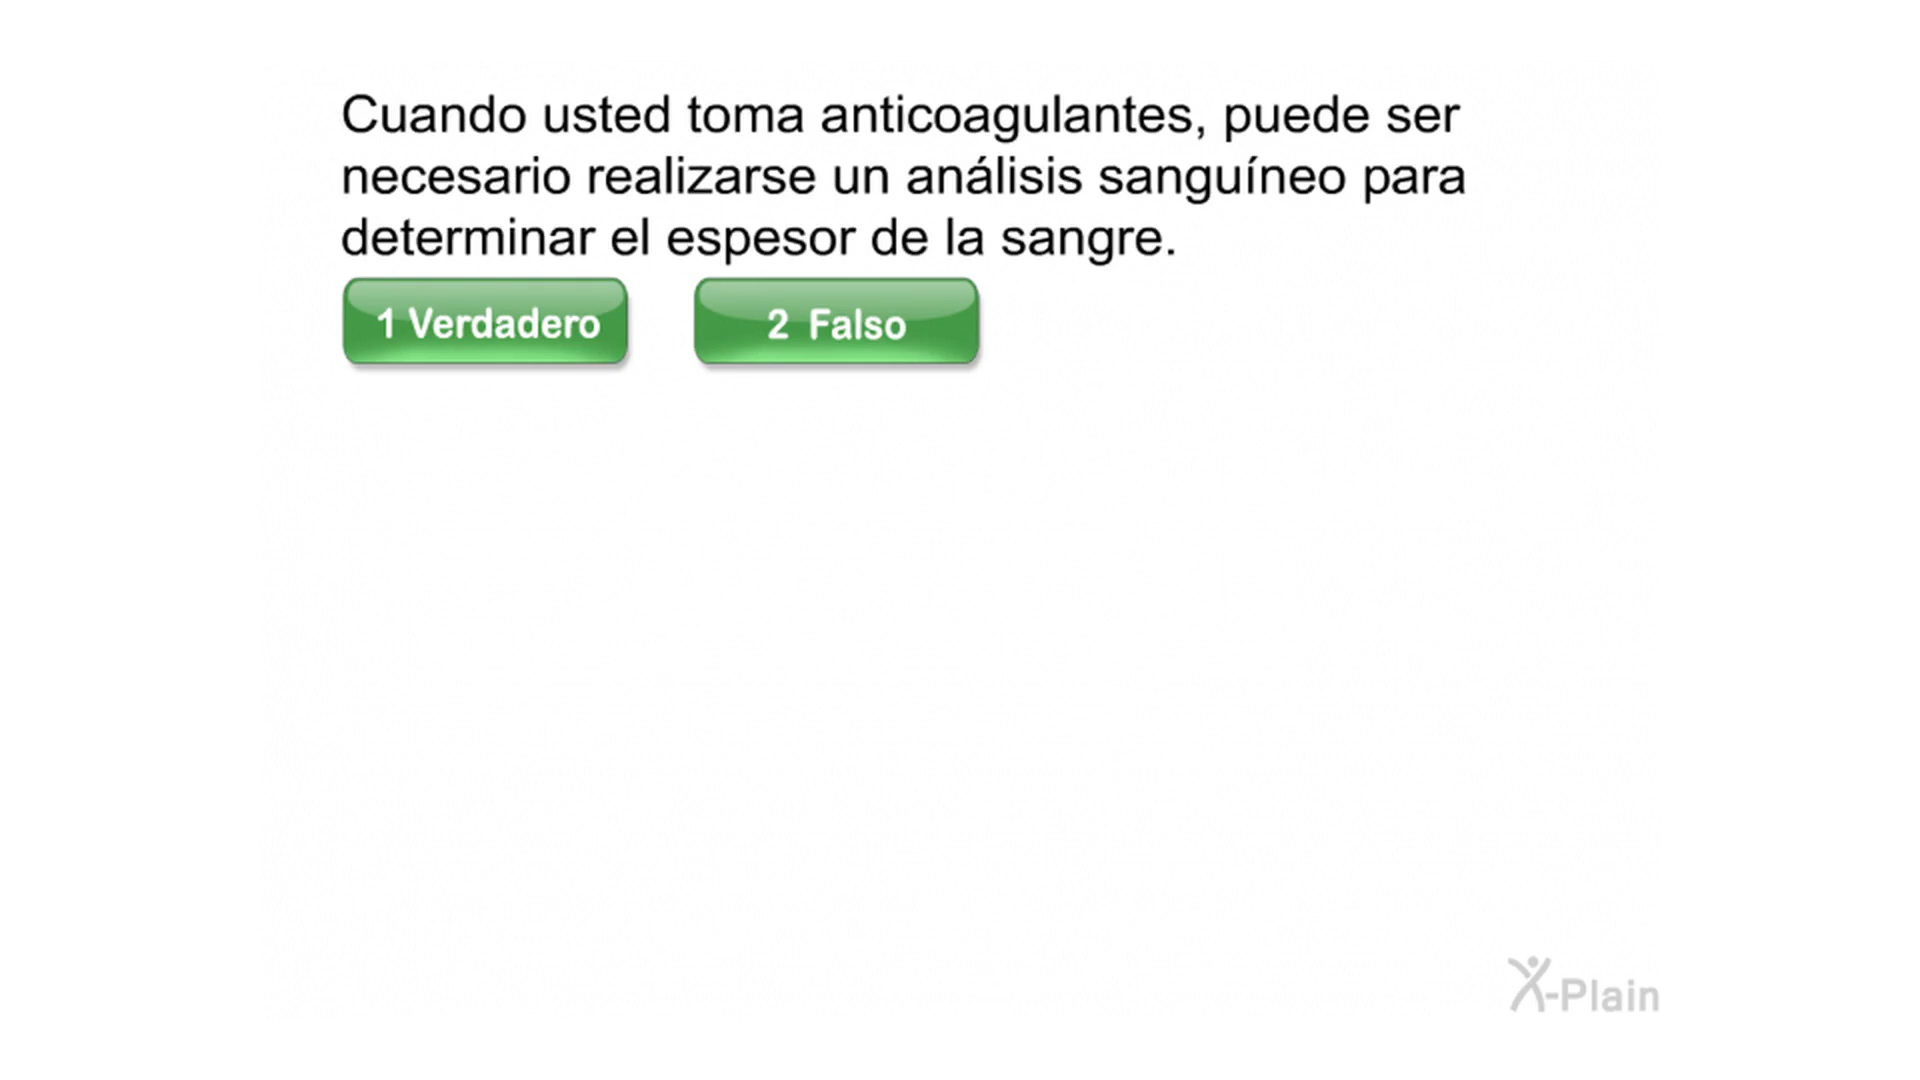 Cuando usted toma anticoagulantes, puede ser
necesario realizarse un análisis sanguíneo para
determinar el espesor de la sangre.
1 Verdadero
2 Falso
X-Plain